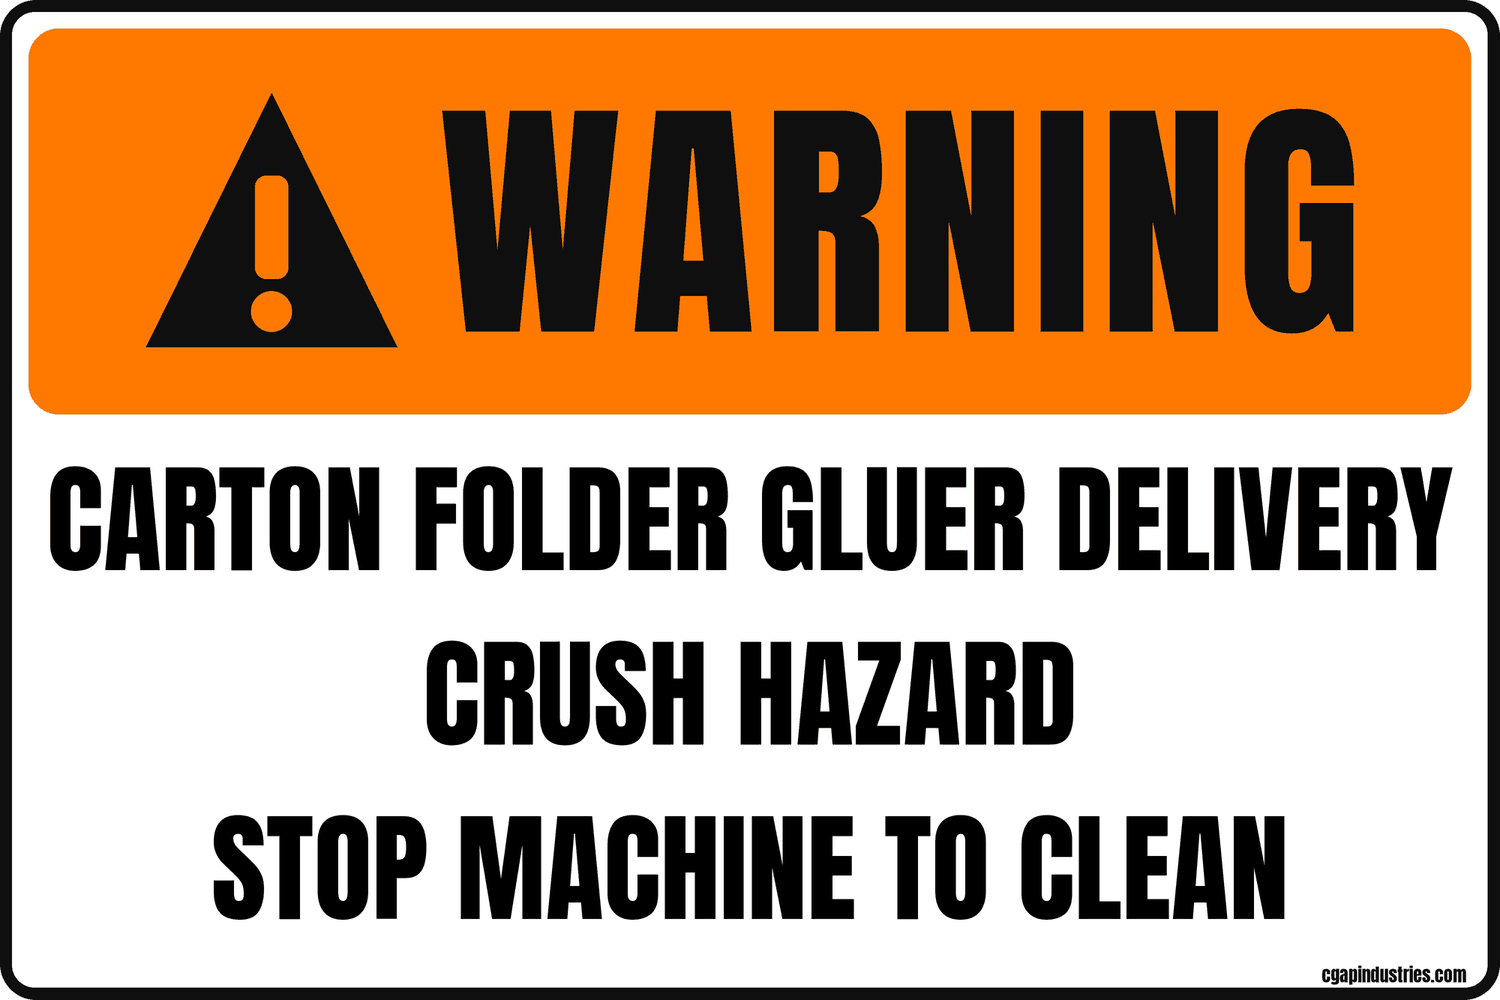 WARNING
CARTON FOLDER GLUER DELIVERY
CRUSH HAZARD
STOP MACHINE TO CLEAN
cgapindustries.com